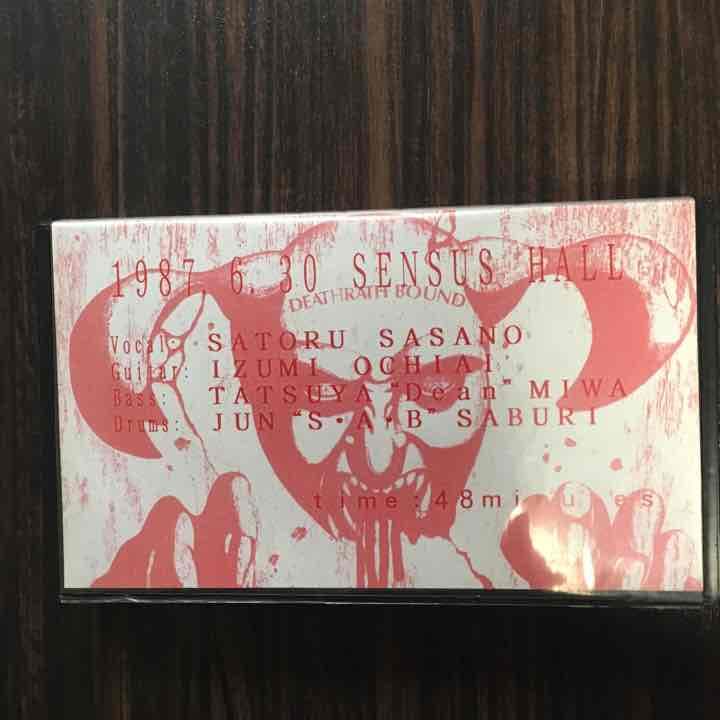 1987 6.30 SENSUS HALL
DEATHRATH BOUND
Vocal: SATORU SASANO
Guitar: IZUMI OCHIAI
Bass: TATSUYA "Dean" MIWA
Drums: JUN "S・A・B" SABURI
time:48minutes